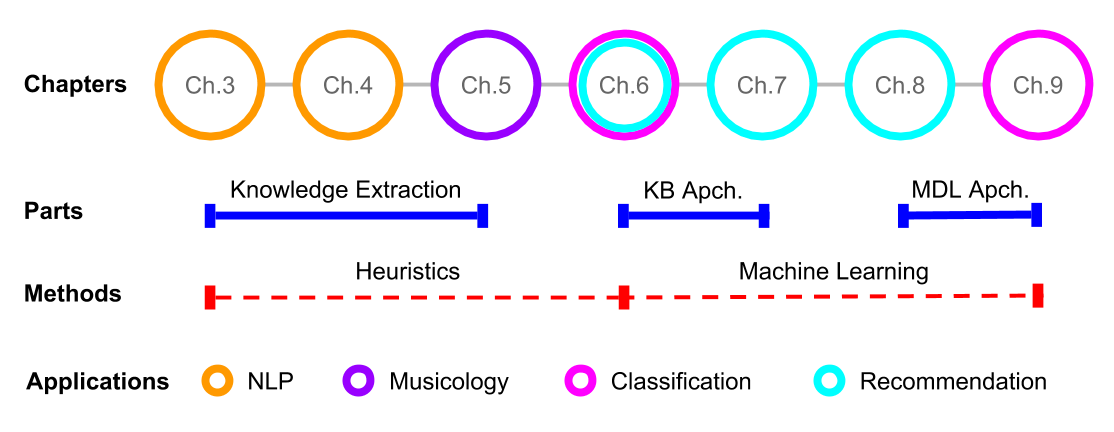 Chapters Ch.3 Ch.4 Ch.5 Ch.6 Ch.7 Ch.8 Ch.9
Knowledge Extraction KB Apch. MDL Apch.
Parts
Heuristics Machine Learning
Methods
Applications NLP Musicology Classification Recommendation